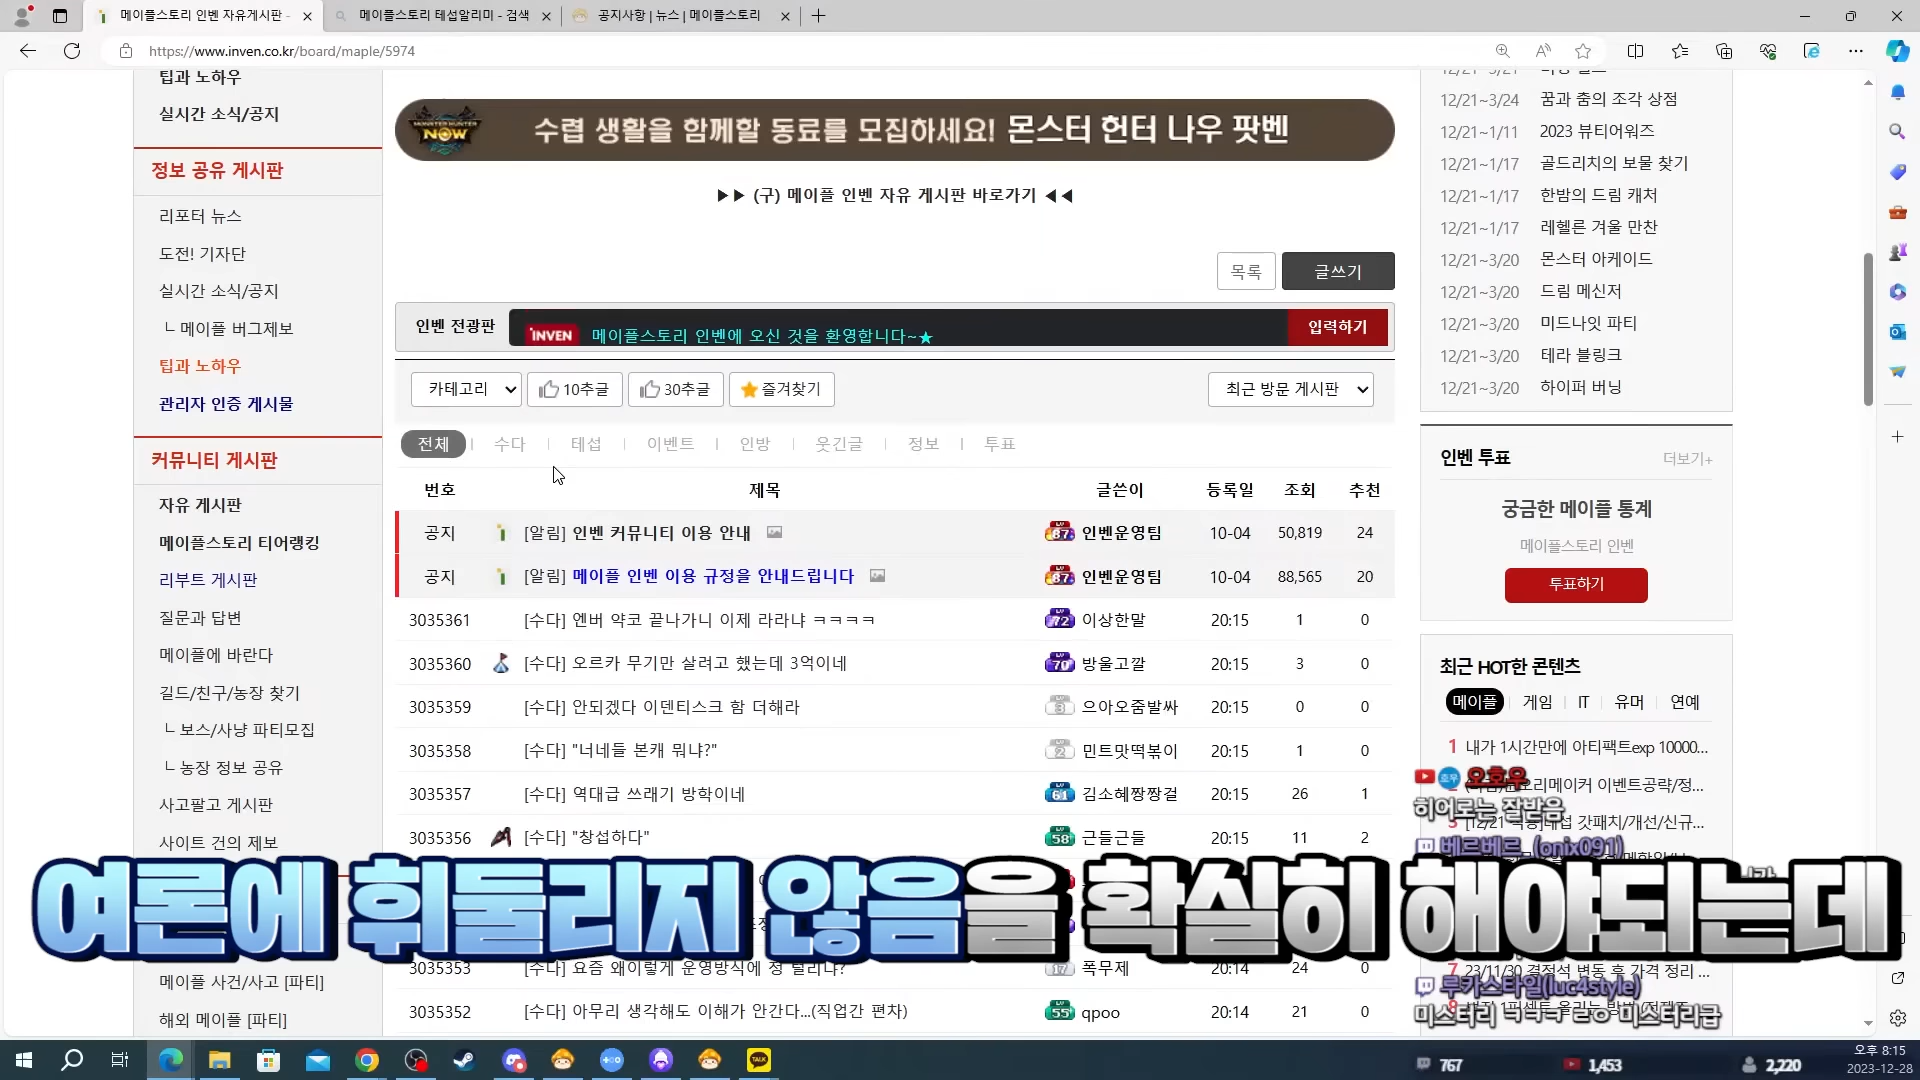 메이플스토리 인벤 자유게시판 -
메이플스토리 테섭알리미 - 검색
공지사항 | 뉴스 | 메이플스토리
https://www.inven.co.kr/board/maple/5974
팁과 노하우
실시간 소식/공지
정보 공유 게시판
리포터 뉴스
도전! 기자단
실시간 소식/공지
└ 메이플 버그제보
팁과 노하우
관리자 인증 게시물
커뮤니티 게시판
자유 게시판
메이플스토리 티어랭킹
리부트 게시판
질문과 답변
메이플에 바란다
길드/친구/농장 찾기
└ 보스/사냥 파티모집
└ 농장 정보 공유
사고팔고 게시판
사이트 건의 제보
메이플 사건/사고 [파티]
해외 메이플 [파티]
MONSTER HUNTER NOW
수렵 생활을 함께할 동료를 모집하세요! 몬스터 헌터 나우 팟벤
▶▶ (구) 메이플 인벤 자유 게시판 바로가기 ◀◀
목록
글쓰기
인벤 전광판
INVEN 메이플스토리 인벤에 오신 것을 환영합니다~★
입력하기
카테고리
10추글
30추글
즐겨찾기
최근 방문 게시판
전체 | 수다 | 테섭 | 이벤트 | 인방 | 웃긴글 | 정보 | 투표
번호 제목 글쓴이 등록일 조회 추천
공지 [알림] 인벤 커뮤니티 이용 안내 LV 87 인벤운영팀 10-04 50,819 24
공지 [알림] 메이플 인벤 이용 규정을 안내드립니다 LV 87 인벤운영팀 10-04 88,565 20
3035361 [수다] 엔버 약코 끝나가니 이제 라라냐 ㅋㅋㅋㅋ LV 72 이상한말 20:15 1 0
3035360 [수다] 오르카 무기만 살려고 했는데 3억이네 LV 70 방울고깔 20:15 3 0
3035359 [수다] 안되겠다 이덴티스크 함 더해라 LV 3 으아오줌발싸 20:15 0 0
3035358 [수다] "너네들 본캐 뭐냐?" LV 2 민트맛떡볶이 20:15 1 0
3035357 [수다] 역대급 쓰래기 방학이네 LV 61 김소혜짱짱걸 20:15 26 1
3035356 [수다] "창섭하다" LV 58 근들근들 20:15 11 2
3035353 [수다] 요즘 왜이렇게 운영방식에 정 털리냐? 17 폭무제 20:14 24 0
3035352 [수다] 아무리 생각해도 이해가 안간다...(직업간 편차) LV 55 qpoo 20:14 21 0
12/21~3/24 꿈과 춤의 조각 상점
12/21~1/11 2023 뷰티어워즈
12/21~1/17 골드리치의 보물 찾기
12/21~1/17 한밤의 드림 캐처
12/21~1/17 레헬른 겨울 만찬
12/21~3/20 몬스터 아케이드
12/21~3/20 드림 메신저
12/21~3/20 미드나잇 파티
12/21~3/20 테라 블링크
12/21~3/20 하이퍼 버닝
인벤 투표
더보기+
궁금한 메이플 통계
메이플스토리 인벤
투표하기
최근 HOT한 콘텐츠
메이플 | 게임 | IT | 유머 | 연예
1 내가 1시간만에 아티팩트exp 10000...
오호우
히어로는 잘받음
베르베르_(onix091)
7 23/11/30 결정석 변동 후 가격 정리 ...
루카스타일(luc4style)
여론에 휘둘리지 않음을 확실히 해야되는데
TALK
767
1,453
2,220
오후 8:15
2023-12-28